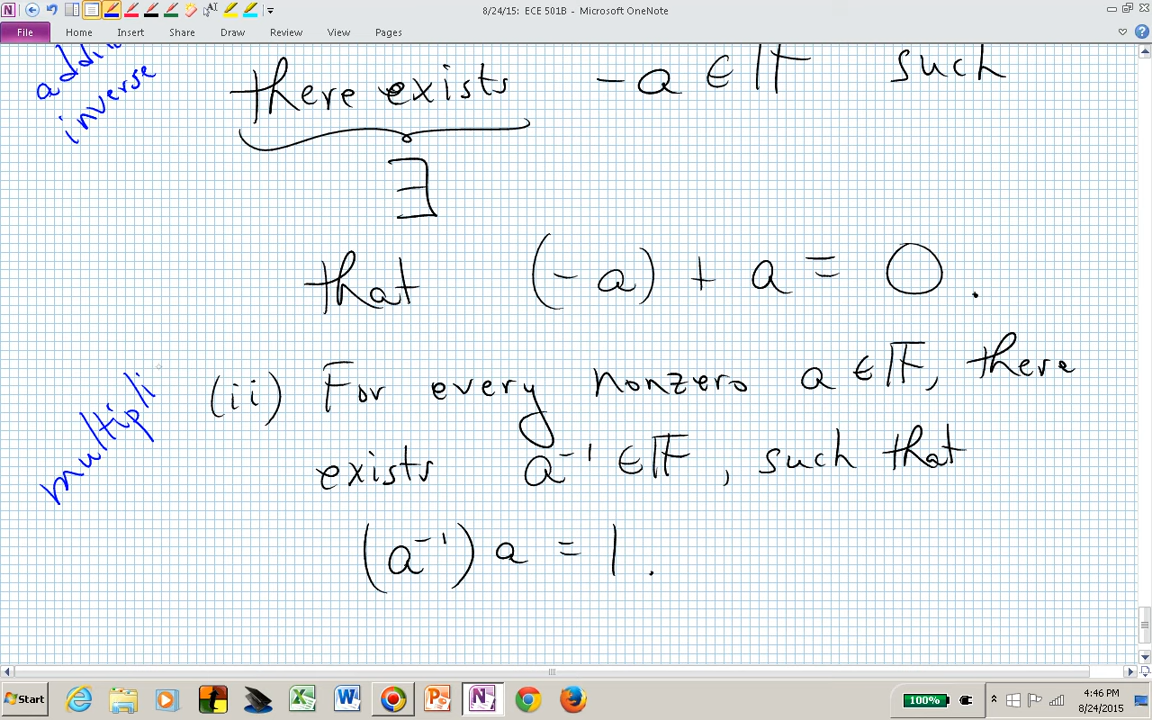 8/24/15: ECE 501B - Microsoft OneNote
File Home Insert Share Draw Review View Pages
inverse
there exists -a ∈ 𝔽 such
∃
that (-a) + a = 0.
multipli
(ii) For every nonzero a ∈ 𝔽, there
exists a⁻¹ ∈ 𝔽, such that
(a⁻¹) a = 1.
Start
100%
4:46 PM
8/24/2015